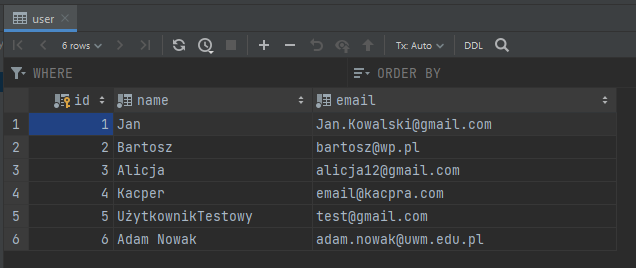 user
6 rows Tx: Auto DDL
WHERE ORDER BY
id name email
1 1 Jan Jan.Kowalski@gmail.com
2 2 Bartosz bartosz@wp.pl
3 3 Alicja alicja12@gmail.com
4 4 Kacper email@kacpra.com
5 5 UżytkownikTestowy test@gmail.com
6 6 Adam Nowak adam.nowak@uwm.edu.pl